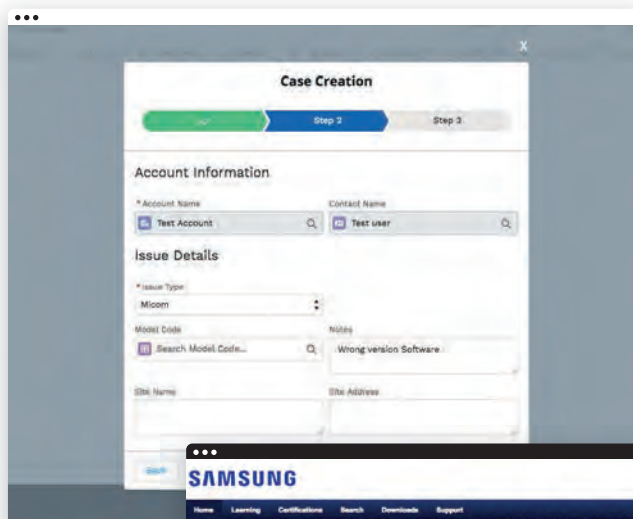 X
Case Creation
Step 2 Step 3
Account Information
* Account Name Contact Name
Test Account Test user
Issue Details
* Issue Type
Micom
Model Code Notes
Search Model Code... Wrong version Software
Site Name Site Address
Back
SAMSUNG
Home Learning Certifications Search Downloads Support